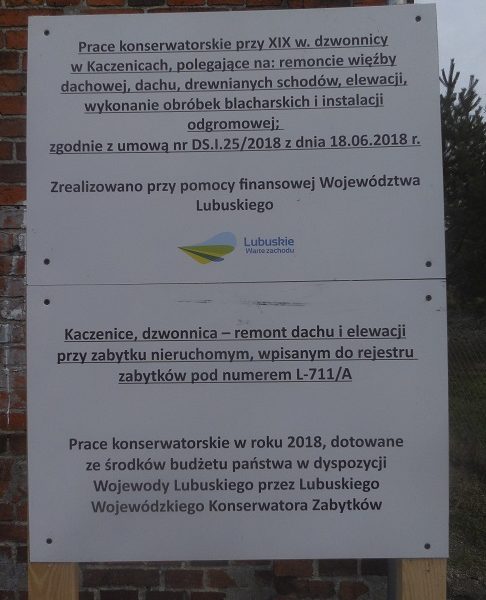 Prace konserwatorskie przy XIX w. dzwonnicy
w Kaczenicach, polegające na: remoncie więźby
dachowej, dachu, drewnianych schodów, elewacji,
wykonanie obróbek blacharskich i instalacji
odgromowej;
zgodnie z umową nr DS.I.25/2018 z dnia 18.06.2018 r.
Zrealizowano przy pomocy finansowej Województwa
Lubuskiego
Lubuskie
Warte zachodu
Kaczenice, dzwonnica – remont dachu i elewacji
przy zabytku nieruchomym, wpisanym do rejestru
zabytków pod numerem L-711/A
Prace konserwatorskie w roku 2018, dotowane
ze środków budżetu państwa w dyspozycji
Wojewody Lubuskiego przez Lubuskiego
Wojewódzkiego Konserwatora Zabytków